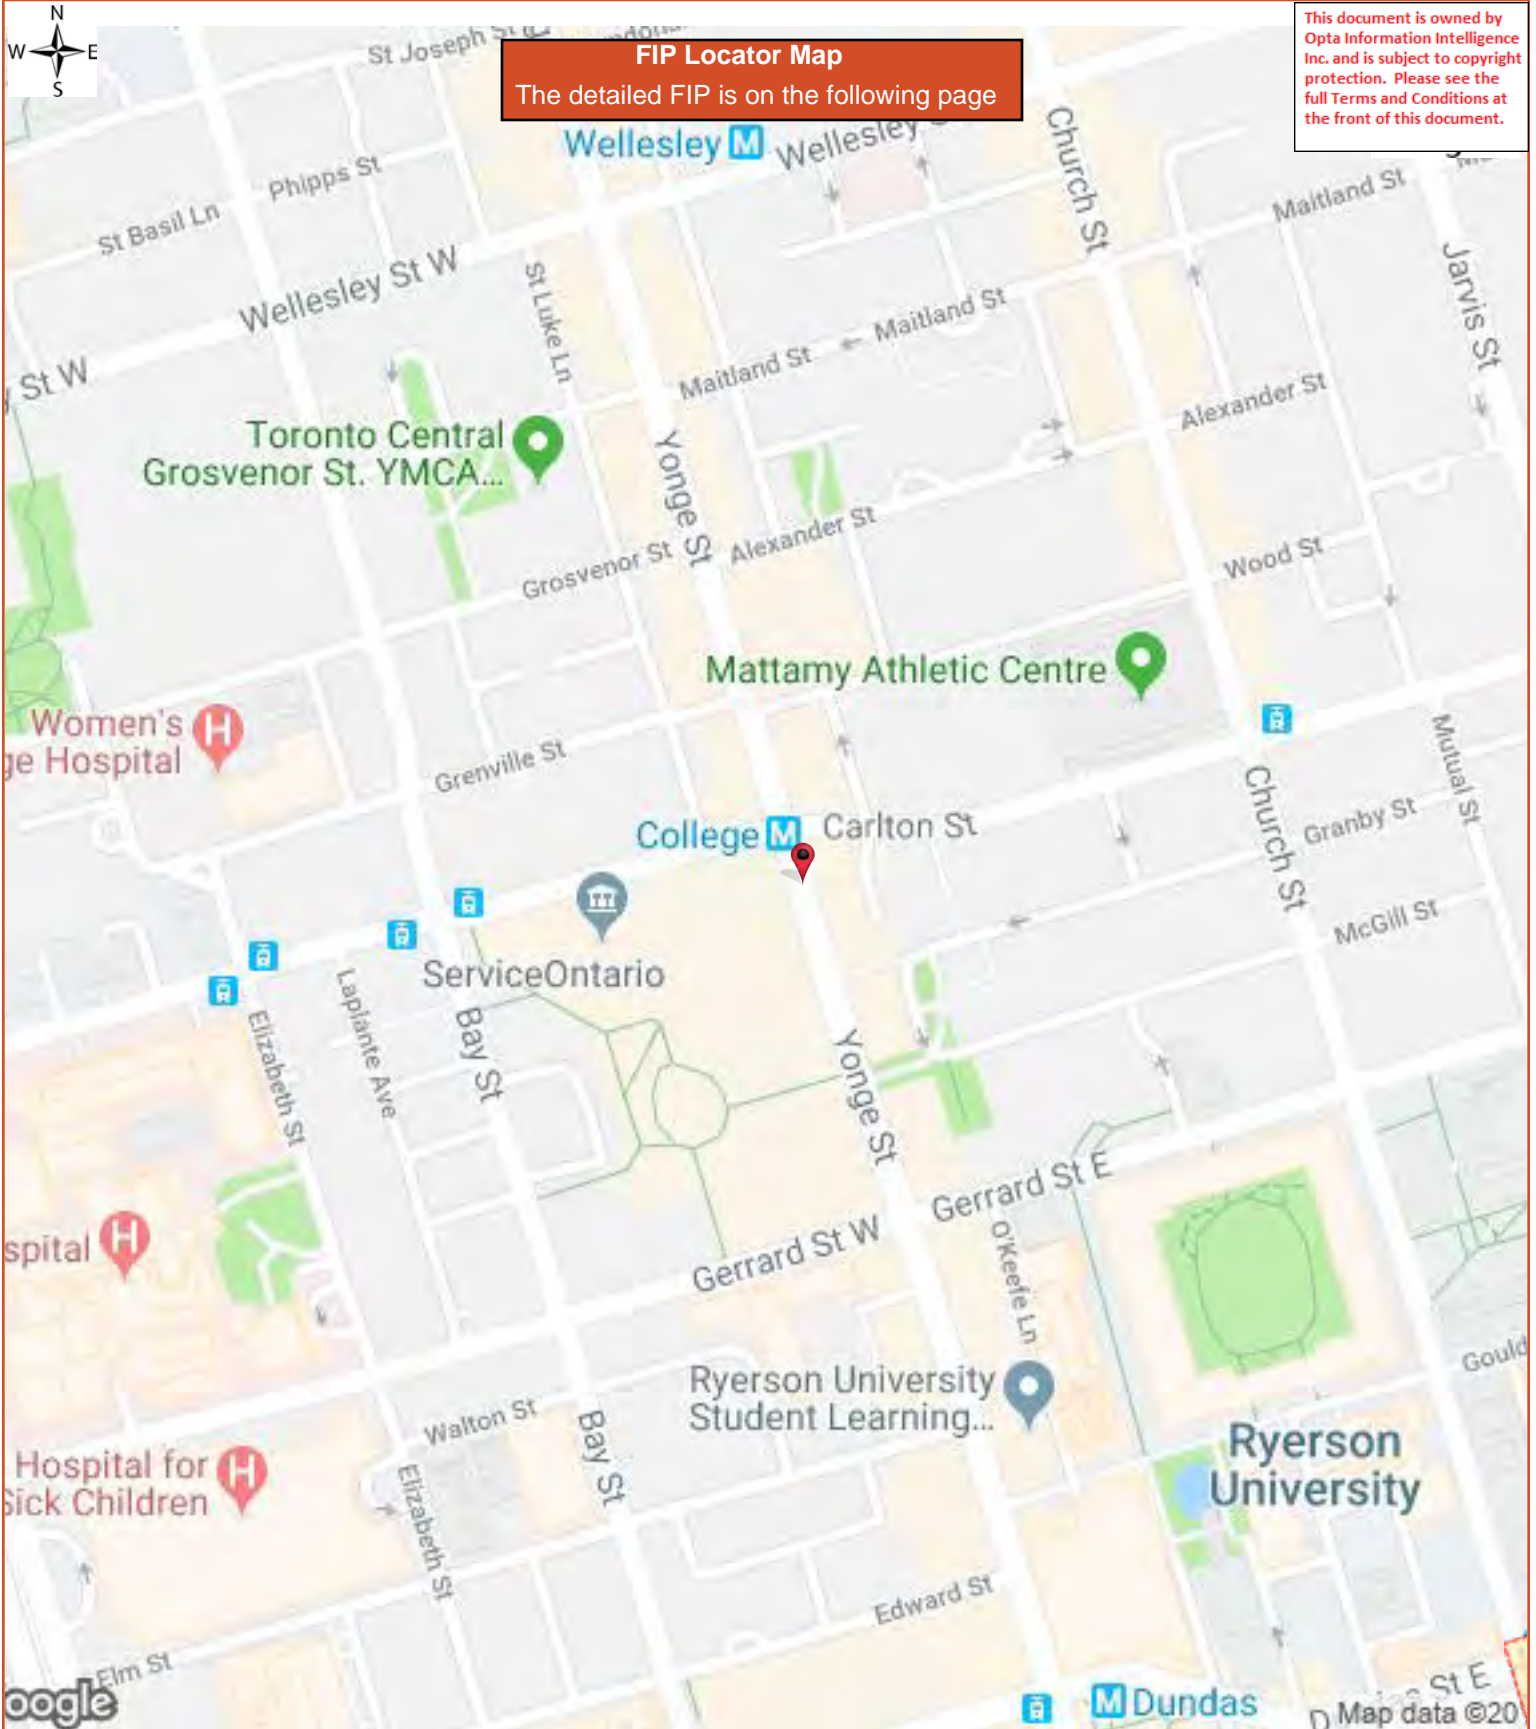 N
W E
S
FIP Locator Map
The detailed FIP is on the following page
This document is owned by
Opta Information Intelligence
Inc. and is subject to copyright
protection. Please see the
full Terms and Conditions at
the front of this document.
St Joseph St
Wellesley M
Wellesley
Church St
Phipps St
Maitland St
St Basil Ln
Wellesley St W
St Luke Ln
Jarvis St
Maitland St
Maitland St
St W
Alexander St
Toronto Central
Grosvenor St. YMCA...
Yonge St
Alexander St
Grosvenor St
Wood St
Mattamy Athletic Centre
Women's
ge Hospital
H
Mutual St
Grenville St
Church St
College M
Carlton St
Granby St
McGill St
ServiceOntario
Laplante Ave
Elizabeth St
Bay St
Yonge St
Gerrard St E
spital
H
Gerrard St W
O'Keefe Ln
Gould
Ryerson University
Student Learning...
Walton St
Bay St
Ryerson
University
Hospital for
Sick Children
H
Elizabeth St
Edward St
Elm St
St E
oogle
M Dundas
D
Map data ©20